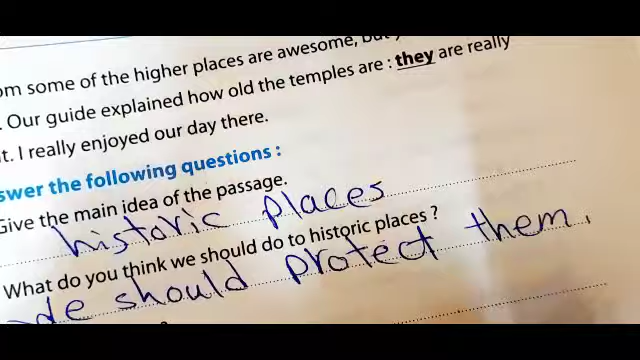 om some of the higher places are awesome, but
. Our guide explained how old the temples are : they are really
t. I really enjoyed our day there.
swer the following questions :
Give the main idea of the passage.
historic places
What do you think we should do to historic places ?
de should protect them.